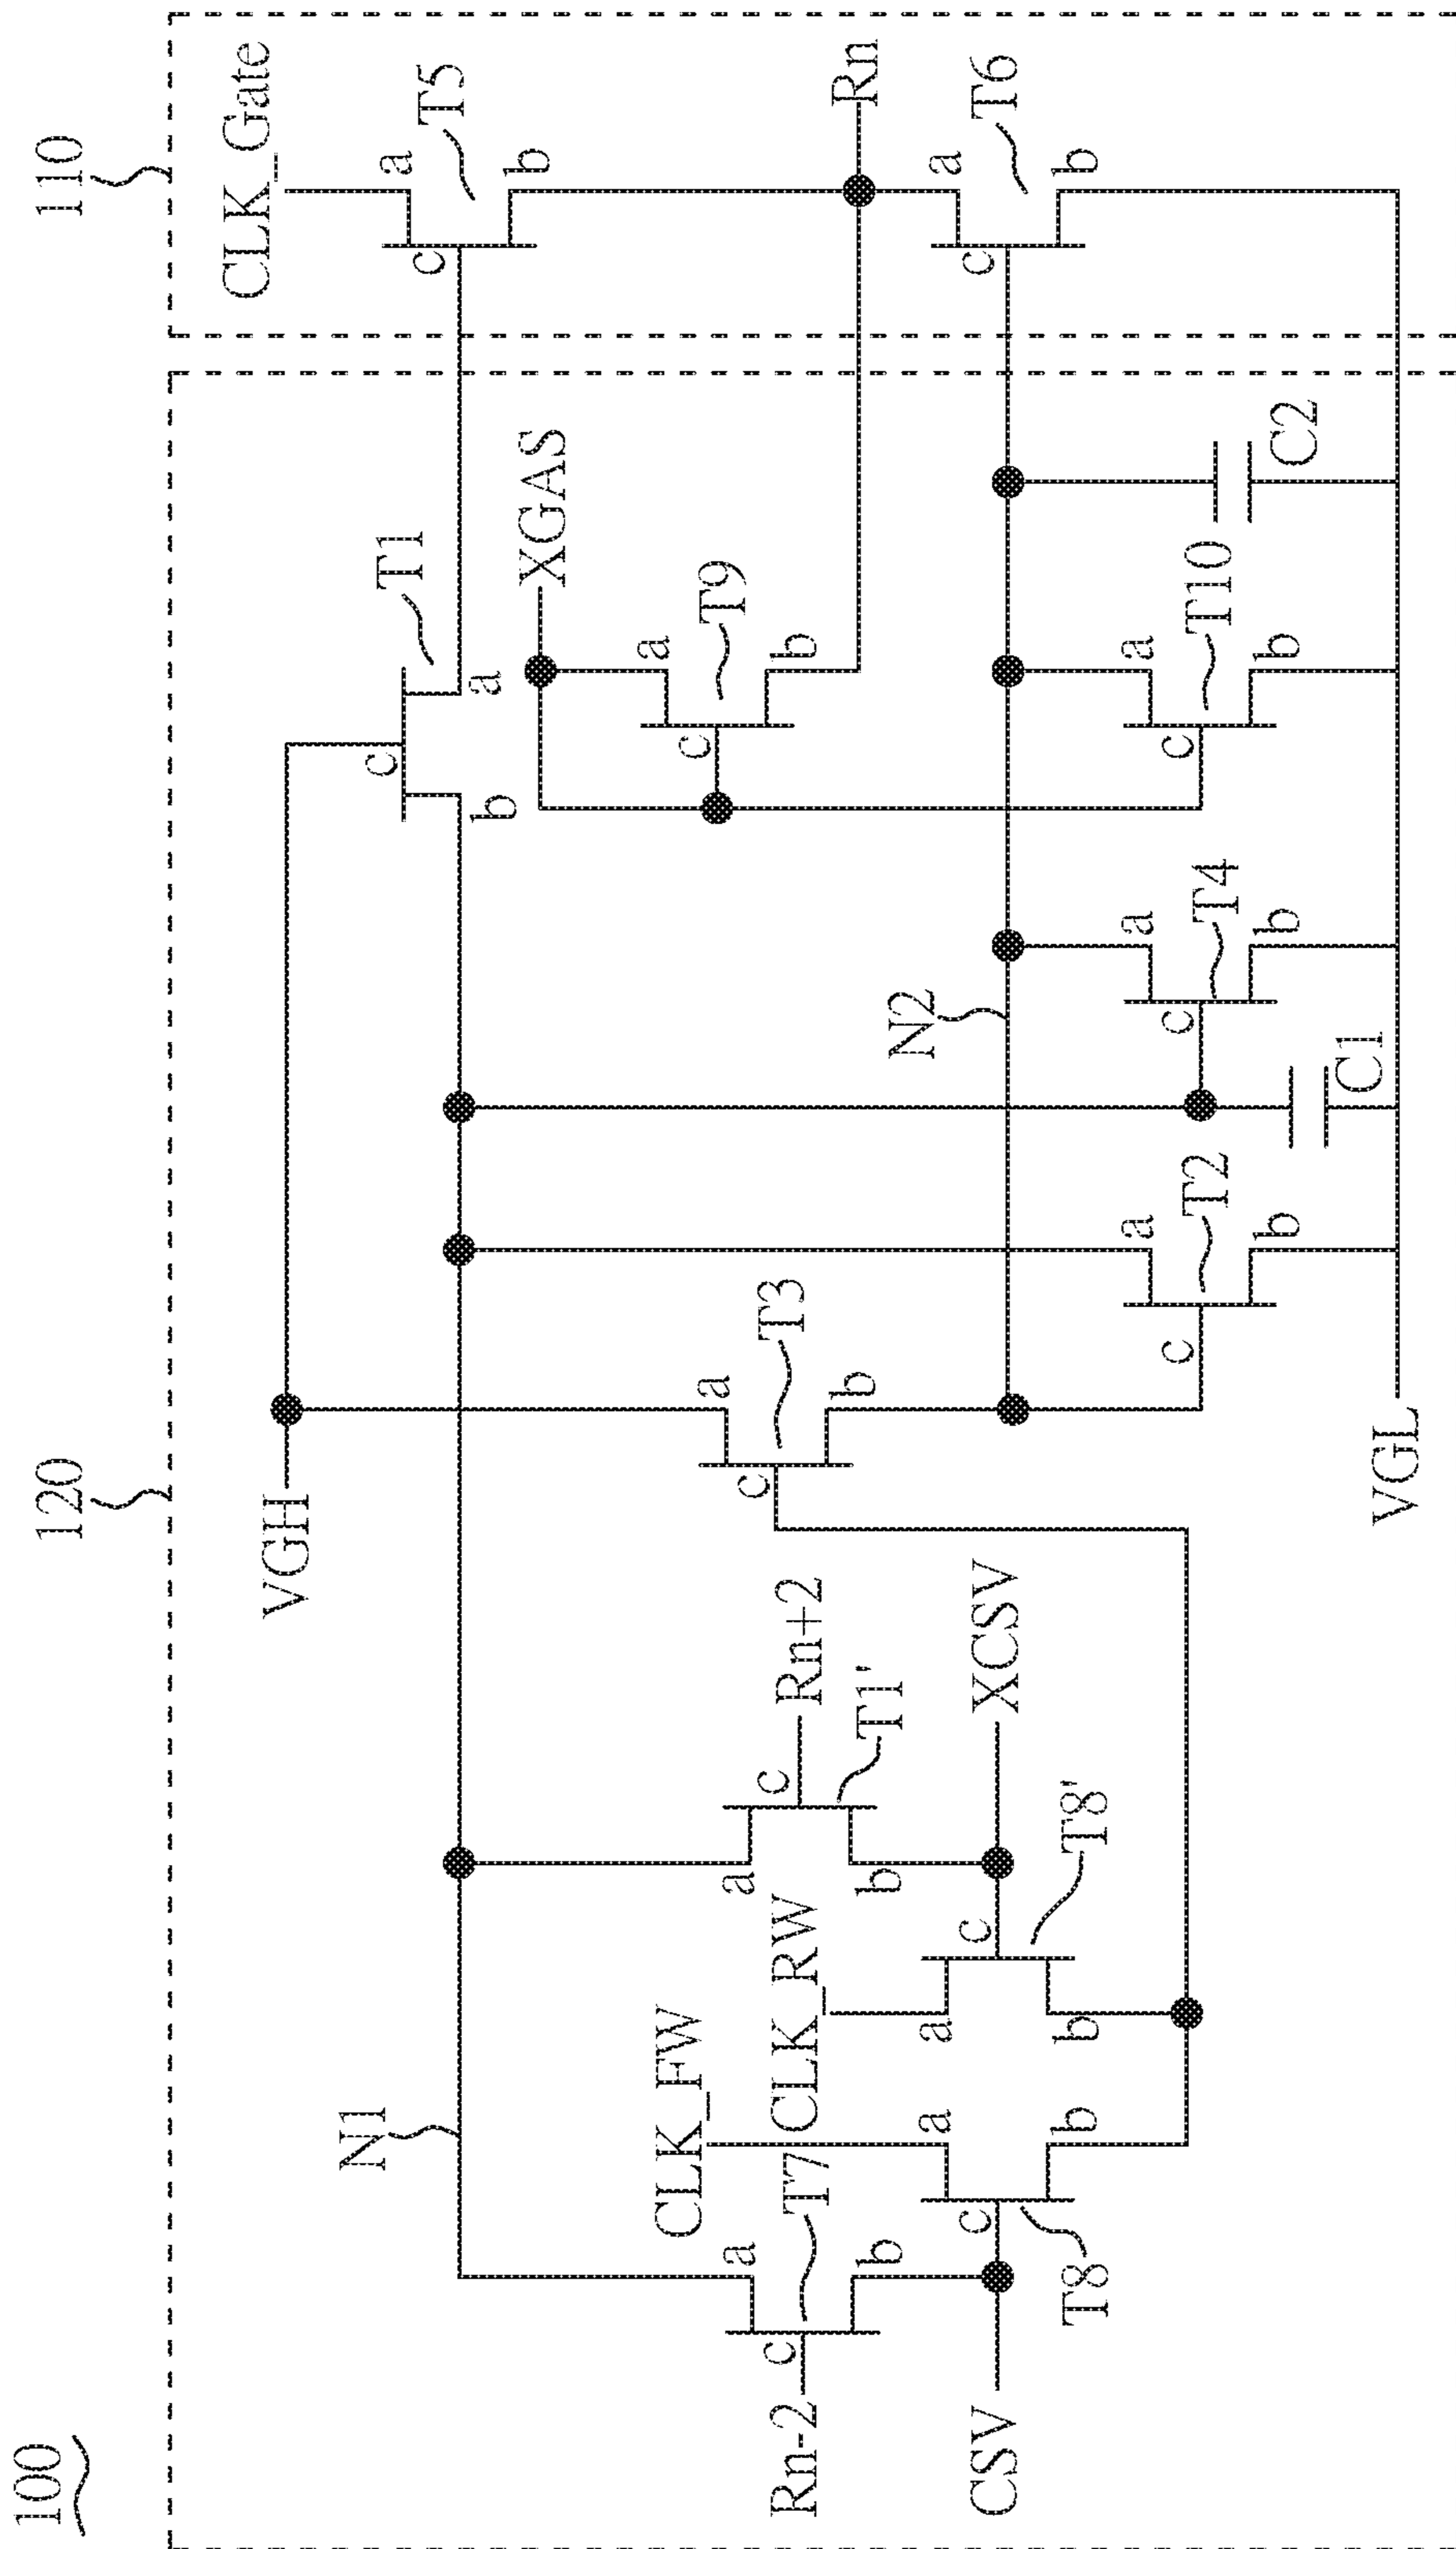 100
120
110
N1
VGH
CLK_Gate
T5
a
b
c
T1
a
b
c
Rn
T6
a
b
c
XGAS
T9
a
b
c
N2
T3
a
b
c
T2
a
b
c
T4
a
b
c
C1
T10
a
b
c
C2
VGL
CLK_FW
CLK_RW
T7
a
b
c
Rn-2
CSV
T8
a
b
c
T8'
a
b
c
Rn+2
T1'
a
b
c
XCSV